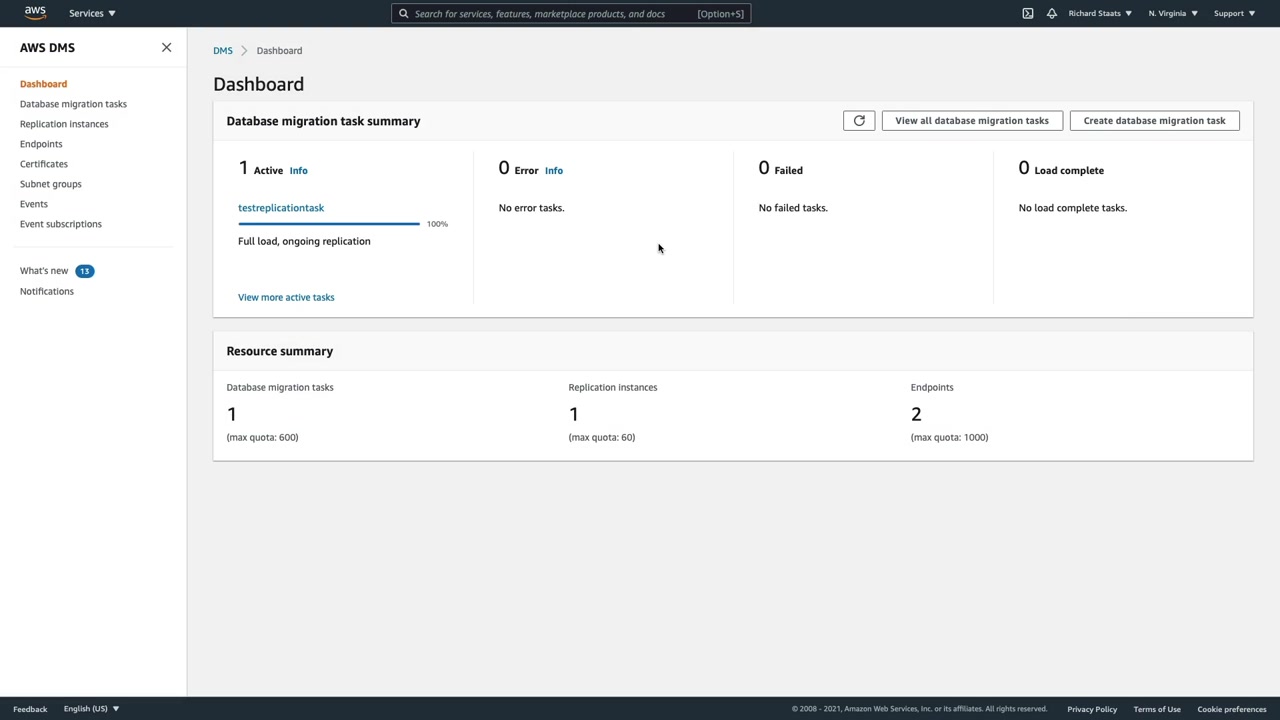 aws Services Search for services, features, marketplace products, and docs [Option+S] Richard Staats N. Virginia Support
AWS DMS
Dashboard
Database migration tasks
Replication instances
Endpoints
Certificates
Subnet groups
Events
Event subscriptions
What's new 13
Notifications
DMS Dashboard
Dashboard
Database migration task summary View all database migration tasks Create database migration task
1 Active Info
testreplicationtask
100%
Full load, ongoing replication
View more active tasks
0 Error Info
No error tasks.
0 Failed
No failed tasks.
0 Load complete
No load complete tasks.
Resource summary
Database migration tasks
1
(max quota: 600)
Replication instances
1
(max quota: 60)
Endpoints
2
(max quota: 1000)
Feedback English (US) © 2008 - 2021, Amazon Web Services, Inc. or its affiliates. All rights reserved. Privacy Policy Terms of Use Cookie preferences